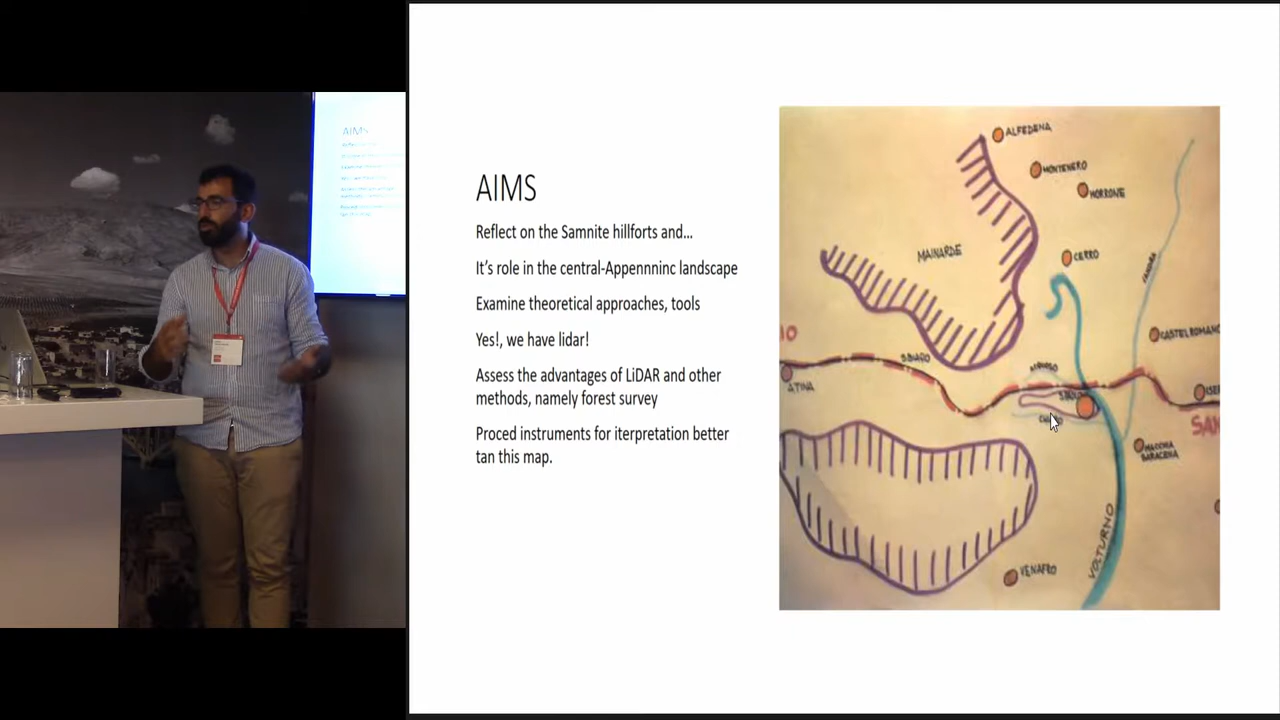 AIMS
Reflect on the Samnite hillforts and...
It's role in the central-Appennninc landscape
Examine theoretical approaches, tools
Yes!, we have lidar!
Assess the advantages of LiDAR and other
methods, namely forest survey
Proced instruments for iterpretation better
tan this map.
ALFEDENA
MONTENERO
MORRONE
MAINARDE
CERRO
CASTELROMANO
ATINA
VOLTURNO
VENAFRO
AIMS